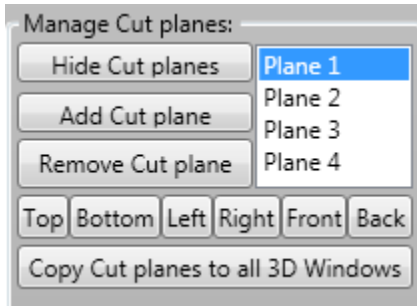 Manage Cut planes:
Hide Cut planes
Add Cut plane
Remove Cut plane
Plane 1
Plane 2
Plane 3
Plane 4
Top Bottom Left Right Front Back
Copy Cut planes to all 3D Windows